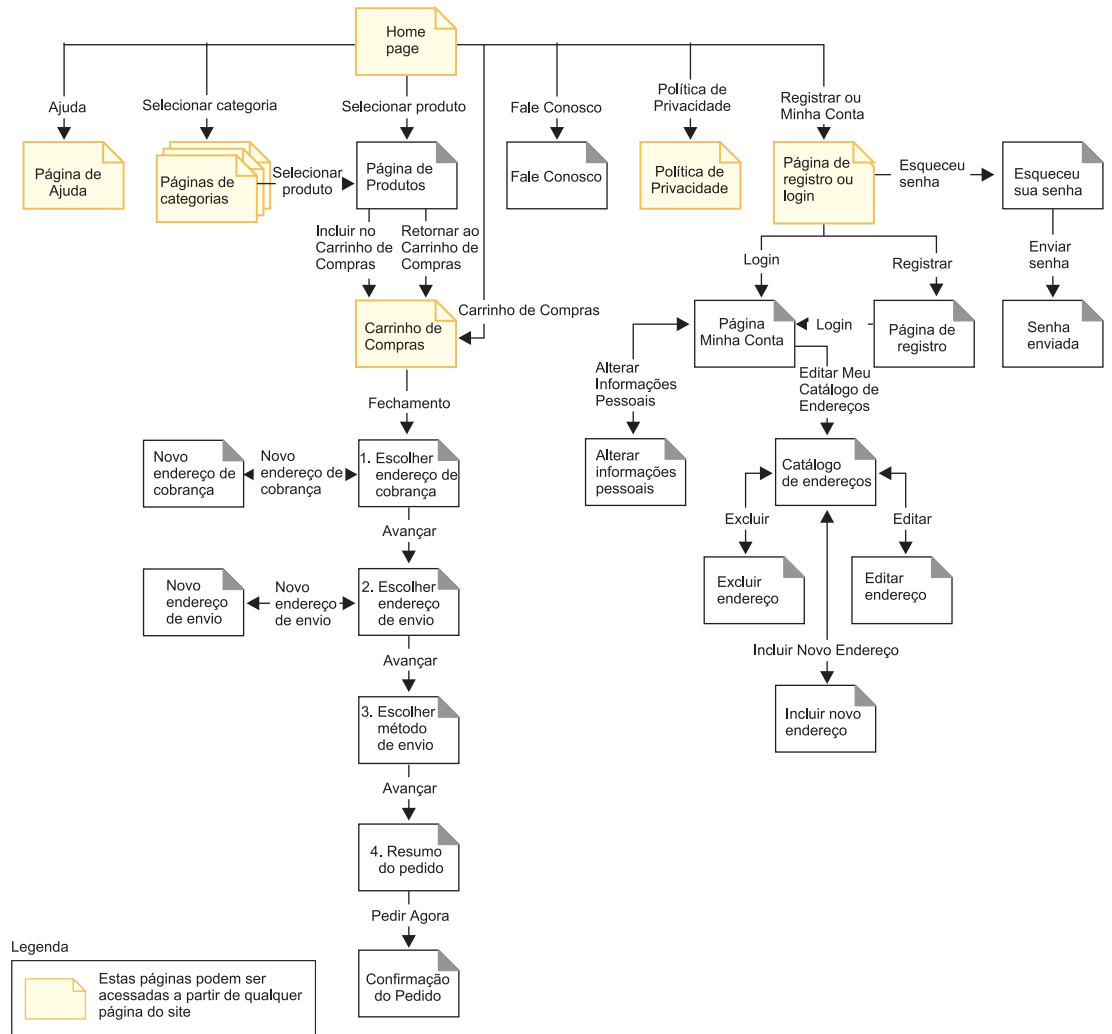 Home
page
Ajuda
Selecionar categoria
Selecionar produto
Fale Conosco
Política de
Privacidade
Registrar ou
Minha Conta
Página de
Ajuda
Páginas de
categorias
Selecionar
produto
Página de
Produtos
Fale Conosco
Política de
Privacidade
Página de
registro ou
login
Esqueceu
senha
Esqueceu
sua senha
Incluir no
Carrinho de
Compras
Retornar ao
Carrinho de
Compras
Login
Registrar
Enviar
senha
Carrinho de
Compras
Carrinho de Compras
Página
Minha Conta
Login
Página de
registro
Senha
enviada
Alterar
Informações
Pessoais
Editar Meu
Catálogo de
Endereços
Fechamento
Novo
endereço de
cobrança
Novo
endereço de
cobrança
1. Escolher
endereço de
cobrança
Alterar
informações
pessoais
Catálogo
de endereços
Avançar
Excluir
Editar
Novo
endereço
de envio
Novo
endereço
de envio
2. Escolher
endereço
de envio
Excluir
endereço
Editar
endereço
Avançar
Incluir Novo Endereço
3. Escolher
método
de envio
Incluir novo
endereço
Avançar
4. Resumo
do pedido
Pedir Agora
Confirmação
do Pedido
Legenda
Estas páginas podem ser
acessadas a partir de qualquer
página do site